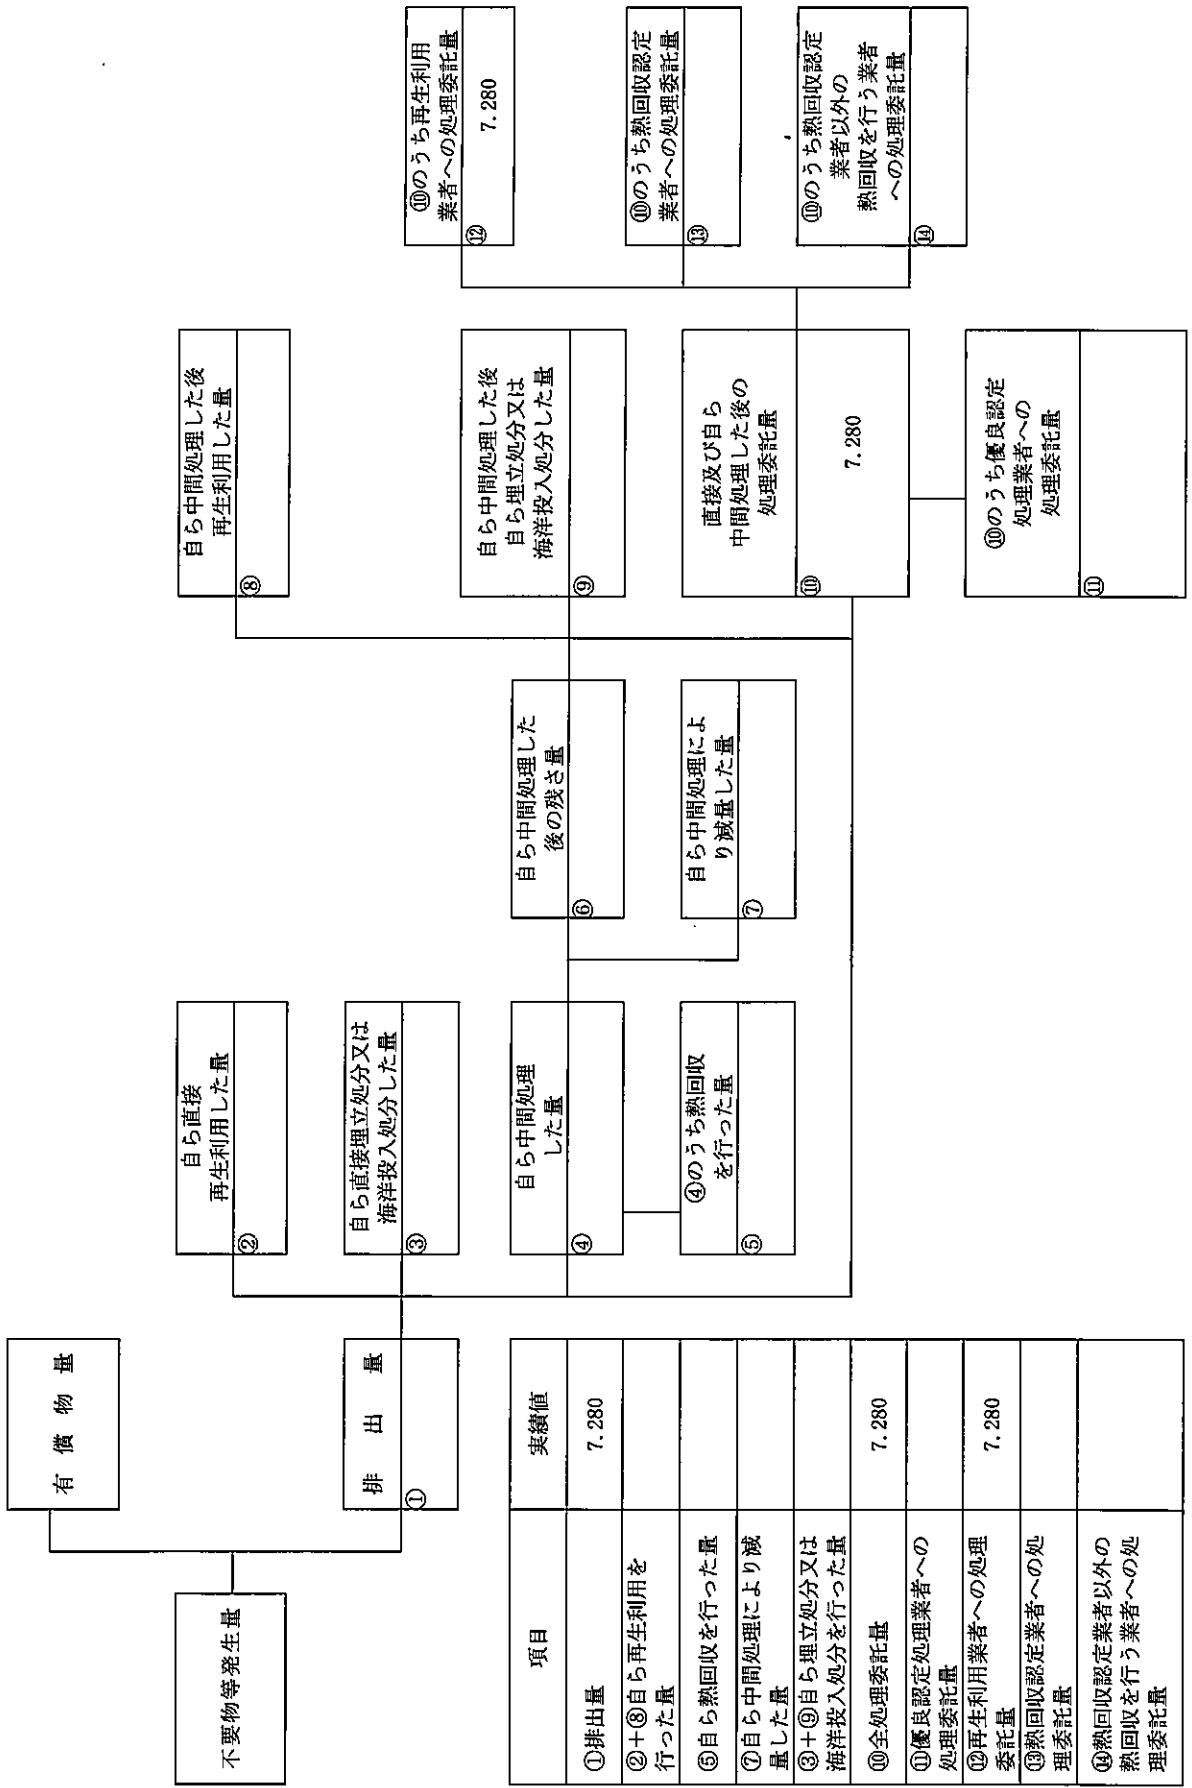 不要物等発生量
有償物量
排出量
①
自ら直接
再生利用した量
②
自ら直接埋立処分又は
海洋投入処分した量
③
自ら中間処理
した量
④
④のうち熱回収
を行った量
⑤
自ら中間処理した
後の残さ量
⑥
自ら中間処理によ
り減量した量
⑦
自ら中間処理した後
再生利用した量
⑧
自ら中間処理した後
自ら埋立処分又は
海洋投入処分した量
⑨
直接及び自ら
中間処理した後の
処理委託量
⑩
7.280
⑩のうち優良認定
処理業者への
処理委託量
⑪
⑩のうち再生利用
業者への処理委託量
⑫
7.280
⑩のうち熱回収認定
業者への処理委託量
⑬
⑩のうち熱回収認定
業者以外の
熱回収を行う業者
への処理委託量
⑭
項目 実績値
①排出量 7.280
②+⑧自ら再生利用を
行った量
⑤自ら熱回収を行った量
⑦自ら中間処理により減
量した量
③+⑨自ら埋立処分又は
海洋投入処分を行った量
⑩全処理委託量 7.280
⑪優良認定処理業者への
処理委託量
⑫再生利用業者への処理
委託量 7.280
⑬熱回収認定業者への処
理委託量
⑭熱回収認定業者以外の
熱回収を行う業者への処
理委託量